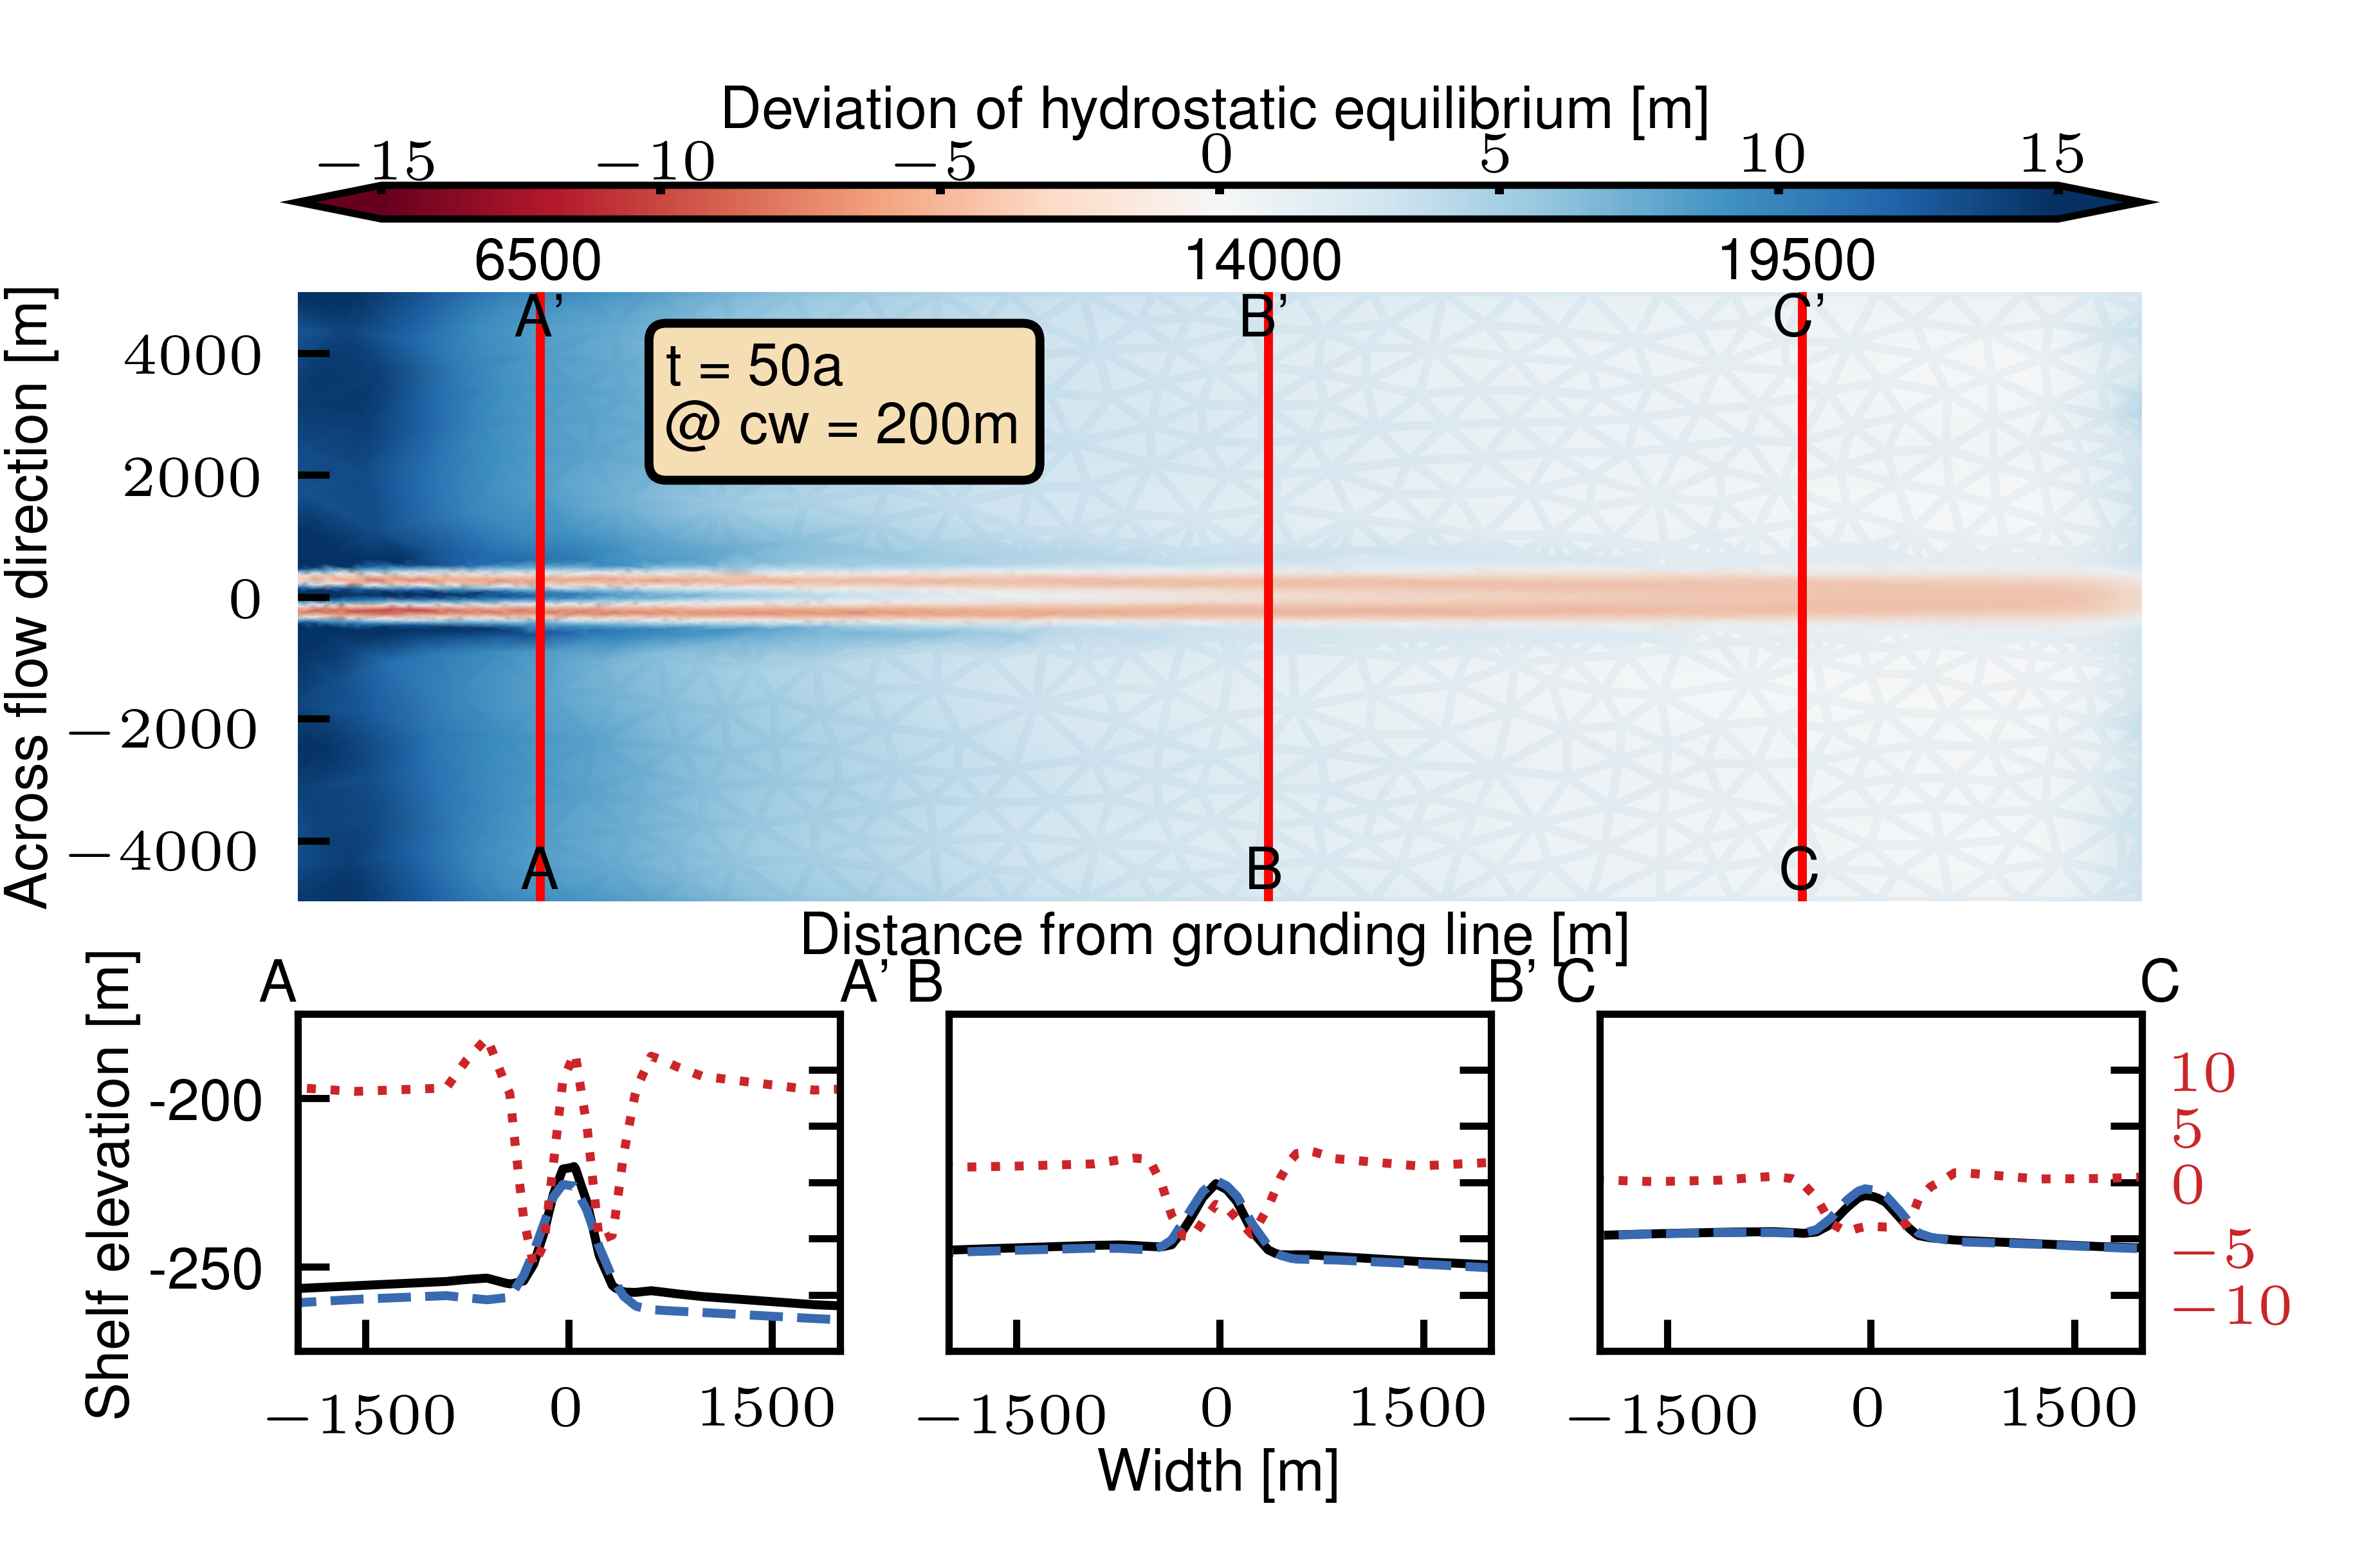 Deviation of hydrostatic equilibrium [m]
−15 −10 −5 0 5 10 15
6500 14000 19500
A’ B’ C’
t = 50a
@ cw = 200m
Across flow direction [m]
4000
2000
0
−2000
−4000
A B C
Distance from grounding line [m]
A A’ B B’ C C
Shelf elevation [m]
-200
-250
10
5
0
−5
−10
−1500 0 1500 −1500 0 1500 −1500 0 1500
Width [m]